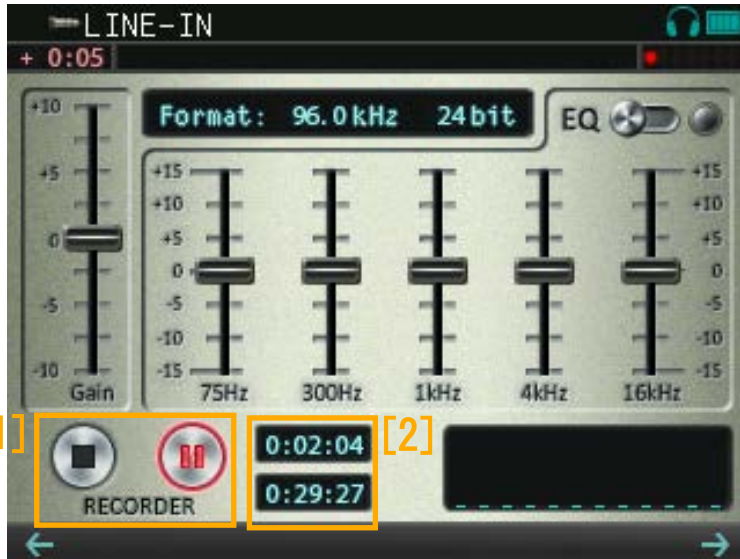 LINE-IN
+ 0:05
Format: 96.0kHz 24bit
EQ
+10
+5
0
-5
-10
Gain
+15 +15
+10 +10
+5 +5
0 0
-5 -5
-10 -10
-15 -15
75Hz 300Hz 1kHz 4kHz 16kHz
0:02:04 [2]
0:29:27
RECORDER